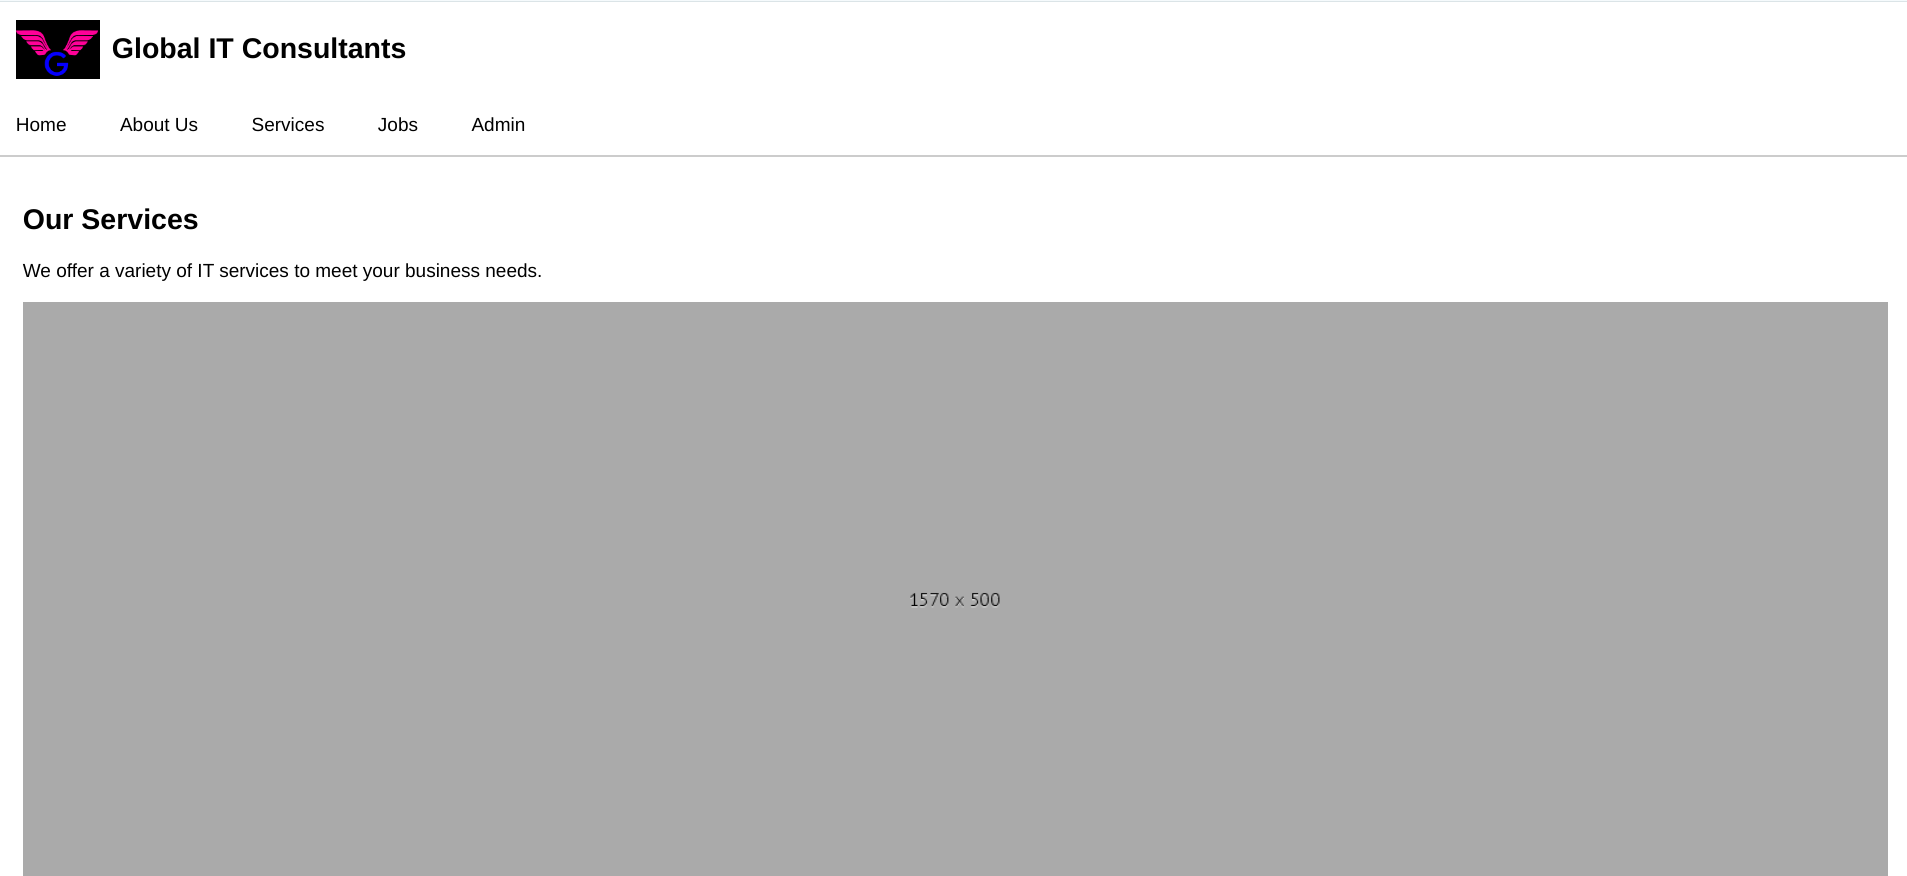 G
Global IT Consultants
Home About Us Services Jobs Admin
Our Services
We offer a variety of IT services to meet your business needs.
1570 x 500